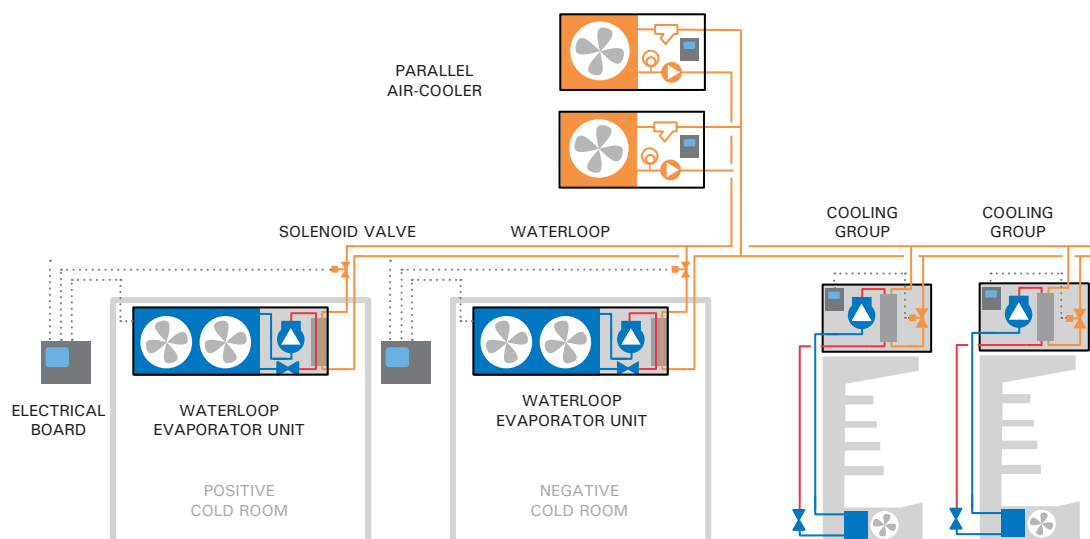 PARALLEL
AIR-COOLER
SOLENOID VALVE
WATERLOOP
COOLING
GROUP
COOLING
GROUP
ELECTRICAL
BOARD
WATERLOOP
EVAPORATOR UNIT
WATERLOOP
EVAPORATOR UNIT
POSITIVE
COLD ROOM
NEGATIVE
COLD ROOM